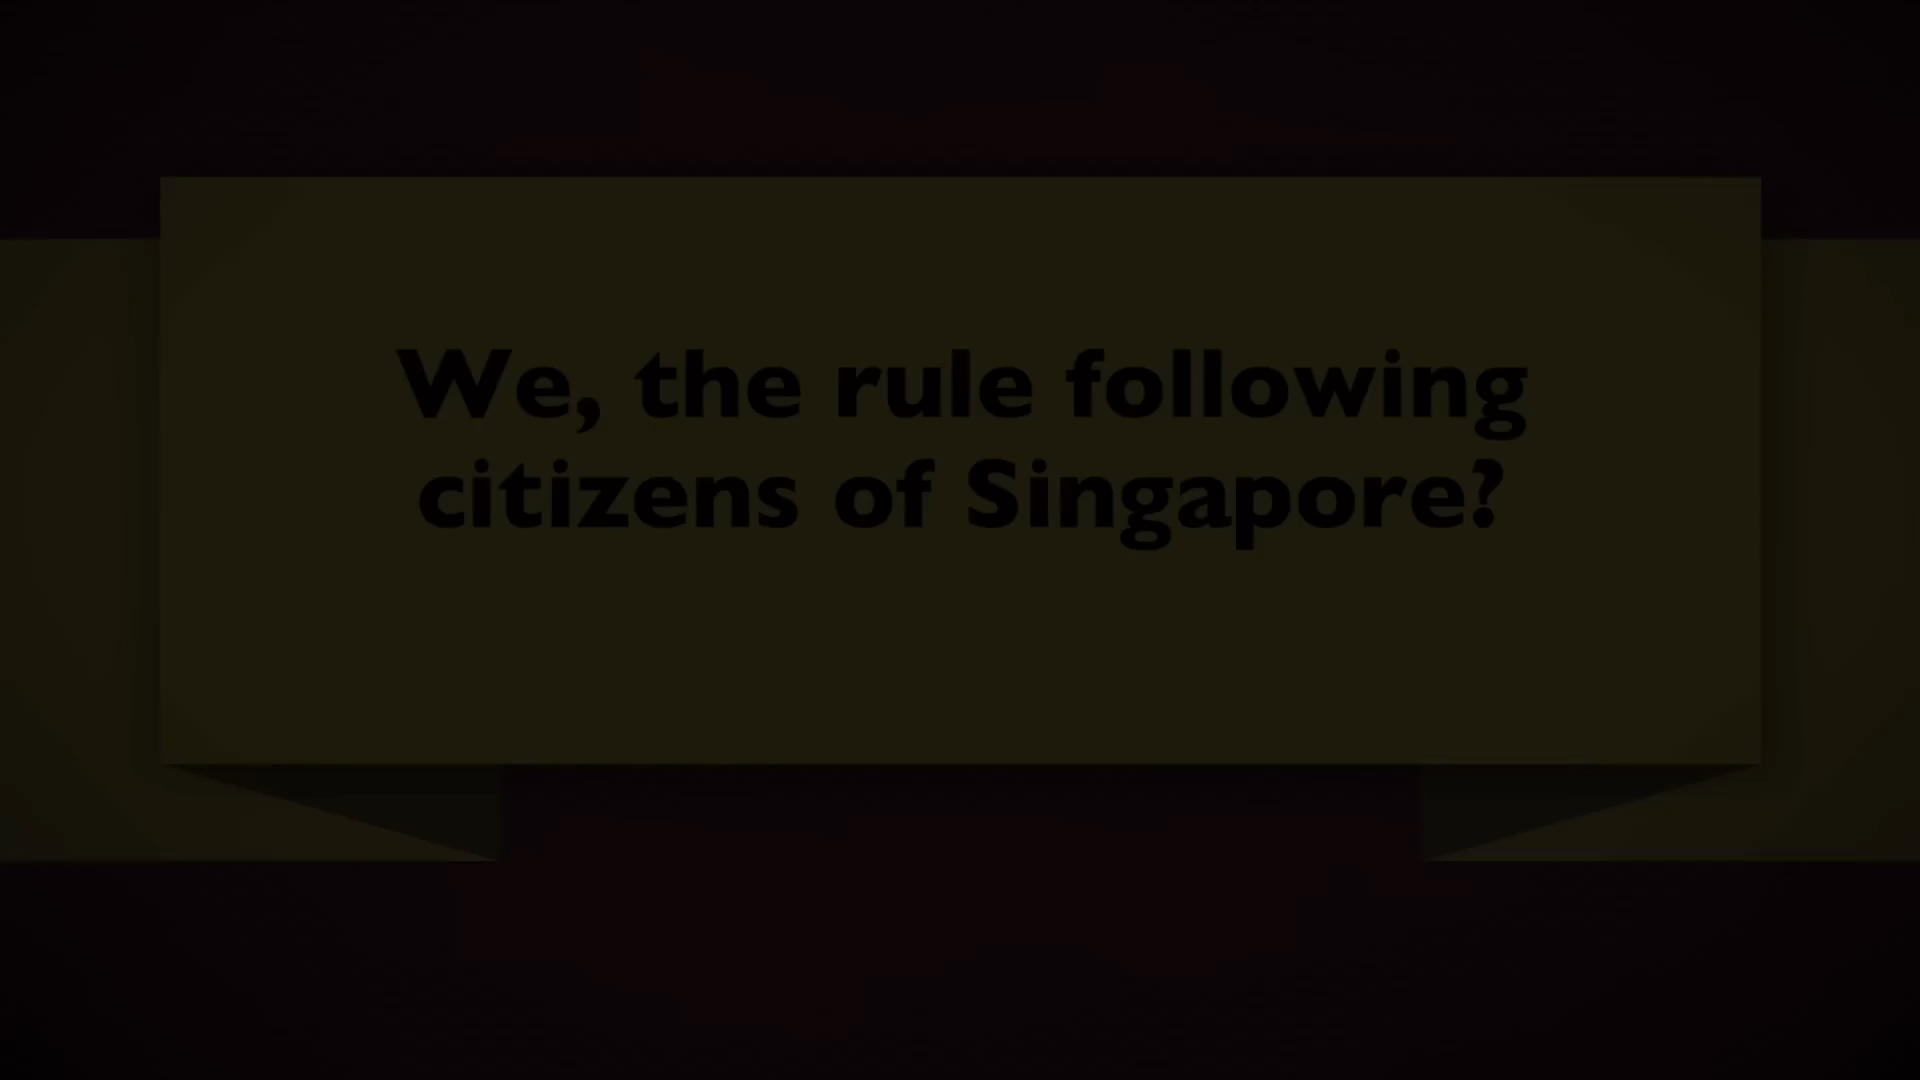 We, the rule following
citizens of Singapore?